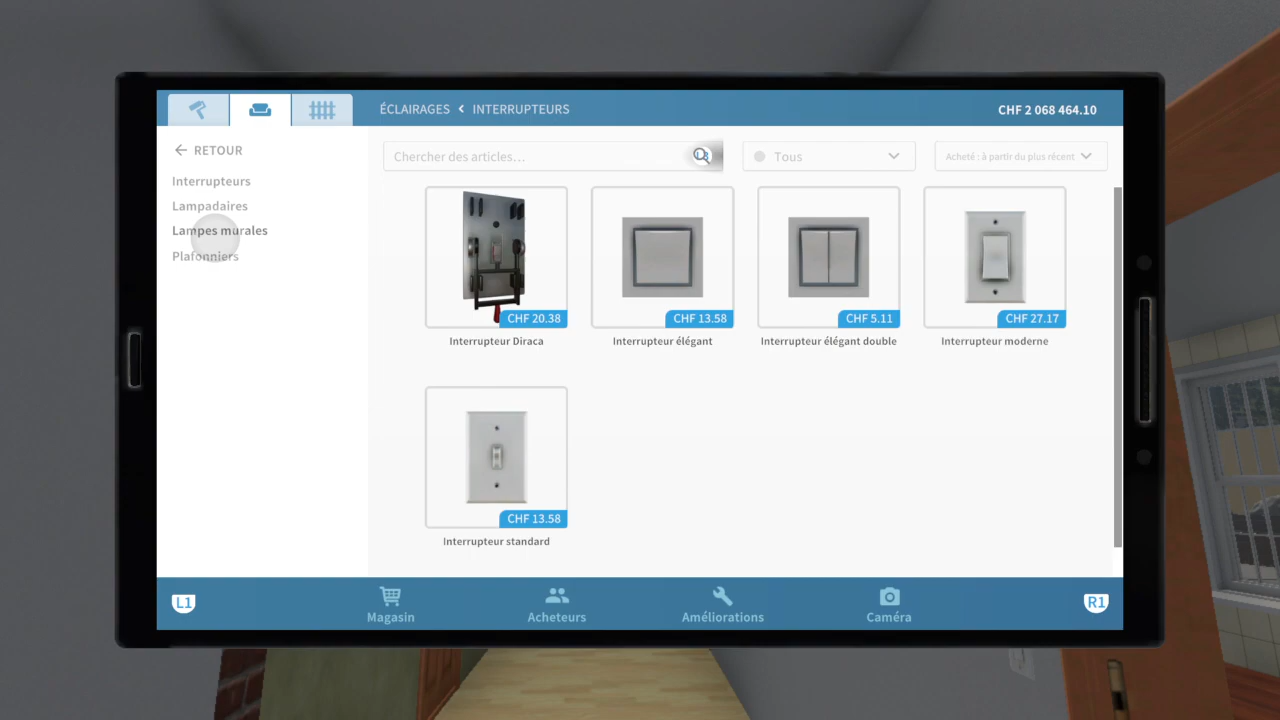 ÉCLAIRAGES < INTERRUPTEURS
CHF 2 068 464.10
RETOUR
Interrupteurs
Lampadaires
Lampes murales
Plafonniers
Chercher des articles...
Tous
Acheté : à partir du plus récent
CHF 20.38
CHF 13.58
CHF 5.11
CHF 27.17
Interrupteur Diraca
Interrupteur élégant
Interrupteur élégant double
Interrupteur moderne
CHF 13.58
Interrupteur standard
L1
Magasin
Acheteurs
Améliorations
Caméra
R1